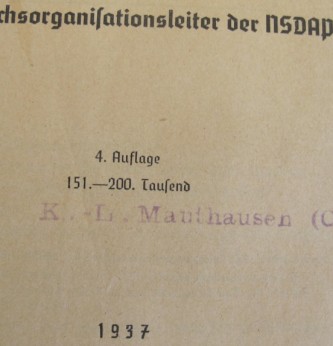 chsorganiſationsleiter der NSDAP
4. Auflage
151.—200. Tauſend
K.-L. Mauthausen (O
1937